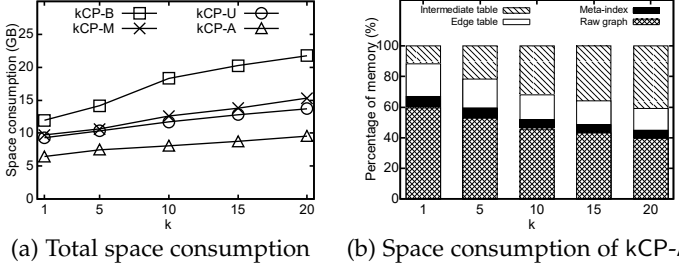 kCP-B kCP-U
kCP-M kCP-A
Space consumption (GB)
30
25
20
15
10
5
0
1 5 10 15 20
k
(a) Total space consumption
Intermediate table Meta-index
Edge table Raw graph
Percentage of memory (%)
100
80
60
40
20
0
1 5 10 15 20
k
(b) Space consumption of kCP-A